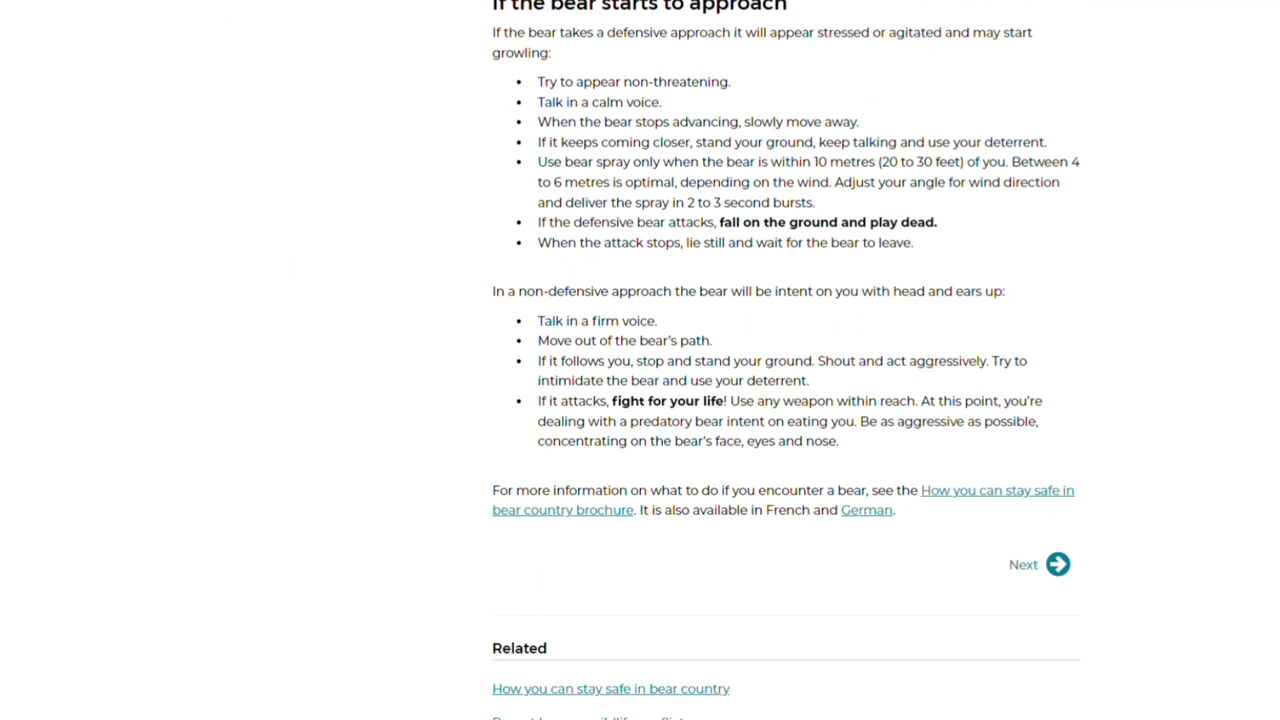 If the bear starts to approach
If the bear takes a defensive approach it will appear stressed or agitated and may start
growling:
• Try to appear non-threatening.
• Talk in a calm voice.
• When the bear stops advancing, slowly move away.
• If it keeps coming closer, stand your ground, keep talking and use your deterrent.
• Use bear spray only when the bear is within 10 metres (20 to 30 feet) of you. Between 4
to 6 metres is optimal, depending on the wind. Adjust your angle for wind direction
and deliver the spray in 2 to 3 second bursts.
• If the defensive bear attacks, fall on the ground and play dead.
• When the attack stops, lie still and wait for the bear to leave.
In a non-defensive approach the bear will be intent on you with head and ears up:
• Talk in a firm voice.
• Move out of the bear's path.
• If it follows you, stop and stand your ground. Shout and act aggressively. Try to
intimidate the bear and use your deterrent.
• If it attacks, fight for your life! Use any weapon within reach. At this point, you're
dealing with a predatory bear intent on eating you. Be as aggressive as possible,
concentrating on the bear's face, eyes and nose.
For more information on what to do if you encounter a bear, see the How you can stay safe in
bear country brochure. It is also available in French and German.
Next
Related
How you can stay safe in bear country